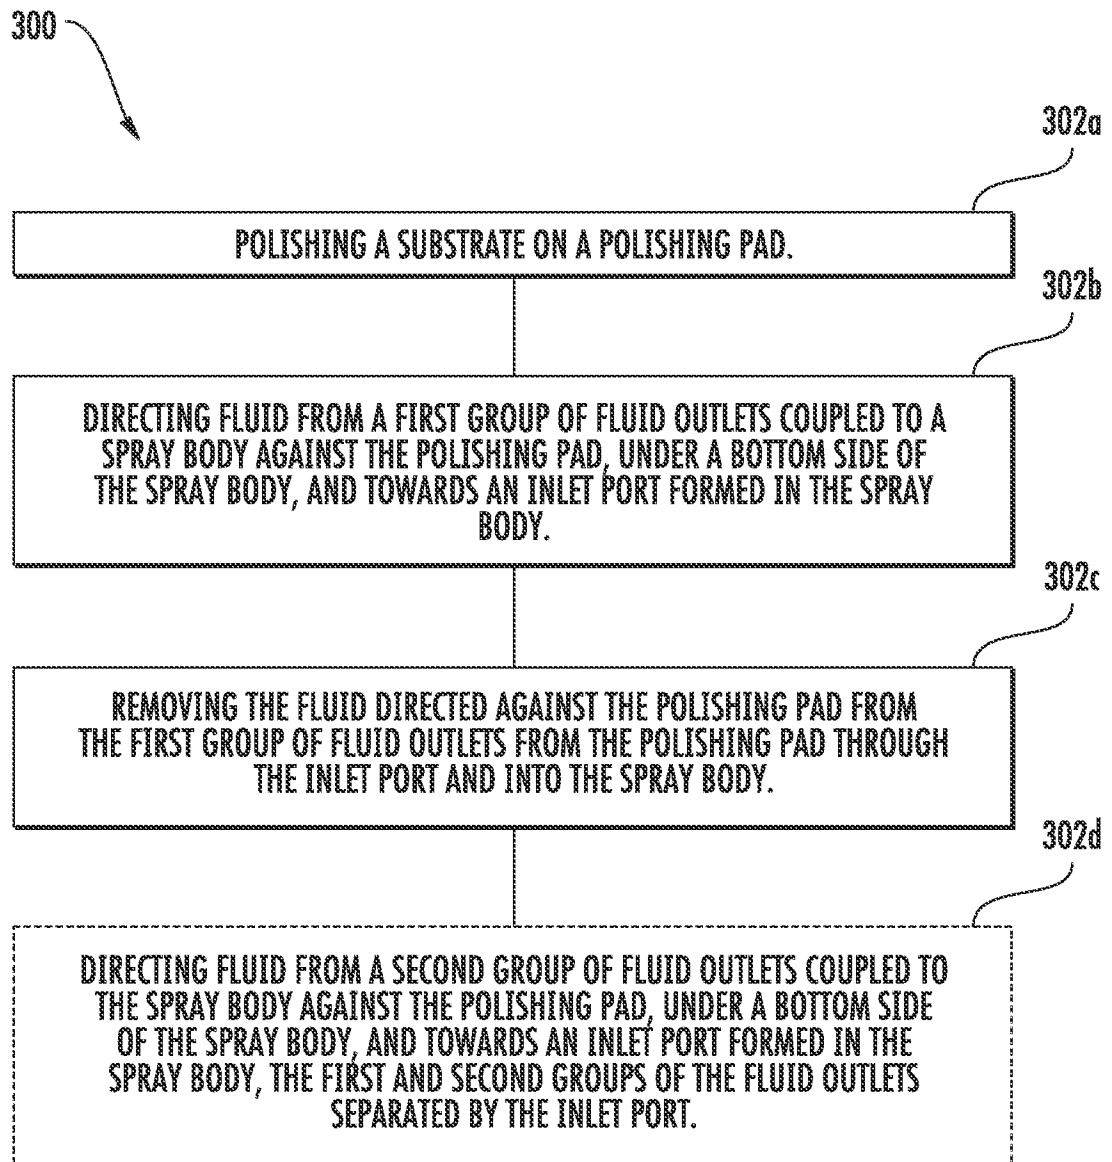 300
302a
POLISHING A SUBSTRATE ON A POLISHING PAD.
302b
DIRECTING FLUID FROM A FIRST GROUP OF FLUID OUTLETS COUPLED TO A
SPRAY BODY AGAINST THE POLISHING PAD, UNDER A BOTTOM SIDE OF
THE SPRAY BODY, AND TOWARDS AN INLET PORT FORMED IN THE SPRAY
BODY.
302c
REMOVING THE FLUID DIRECTED AGAINST THE POLISHING PAD FROM
THE FIRST GROUP OF FLUID OUTLETS FROM THE POLISHING PAD THROUGH
THE INLET PORT AND INTO THE SPRAY BODY.
302d
DIRECTING FLUID FROM A SECOND GROUP OF FLUID OUTLETS COUPLED TO
THE SPRAY BODY AGAINST THE POLISHING PAD, UNDER A BOTTOM SIDE
OF THE SPRAY BODY, AND TOWARDS AN INLET PORT FORMED IN THE
SPRAY BODY, THE FIRST AND SECOND GROUPS OF THE FLUID OUTLETS
SEPARATED BY THE INLET PORT.